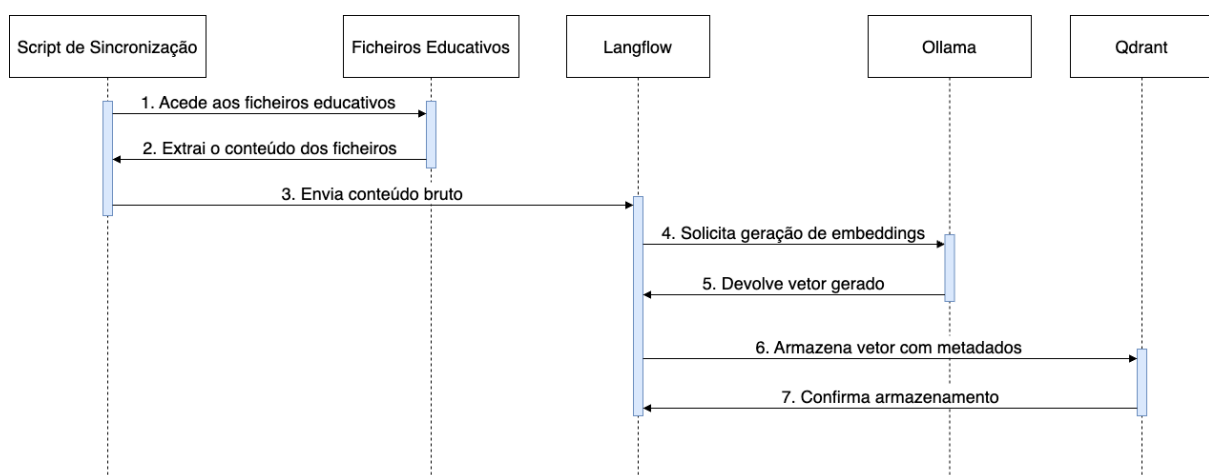 Script de Sincronização
Ficheiros Educativos
Langflow
Ollama
Qdrant
1. Acede aos ficheiros educativos
2. Extrai o conteúdo dos ficheiros
3. Envia conteúdo bruto
4. Solicita geração de embeddings
5. Devolve vetor gerado
6. Armazena vetor com metadados
7. Confirma armazenamento